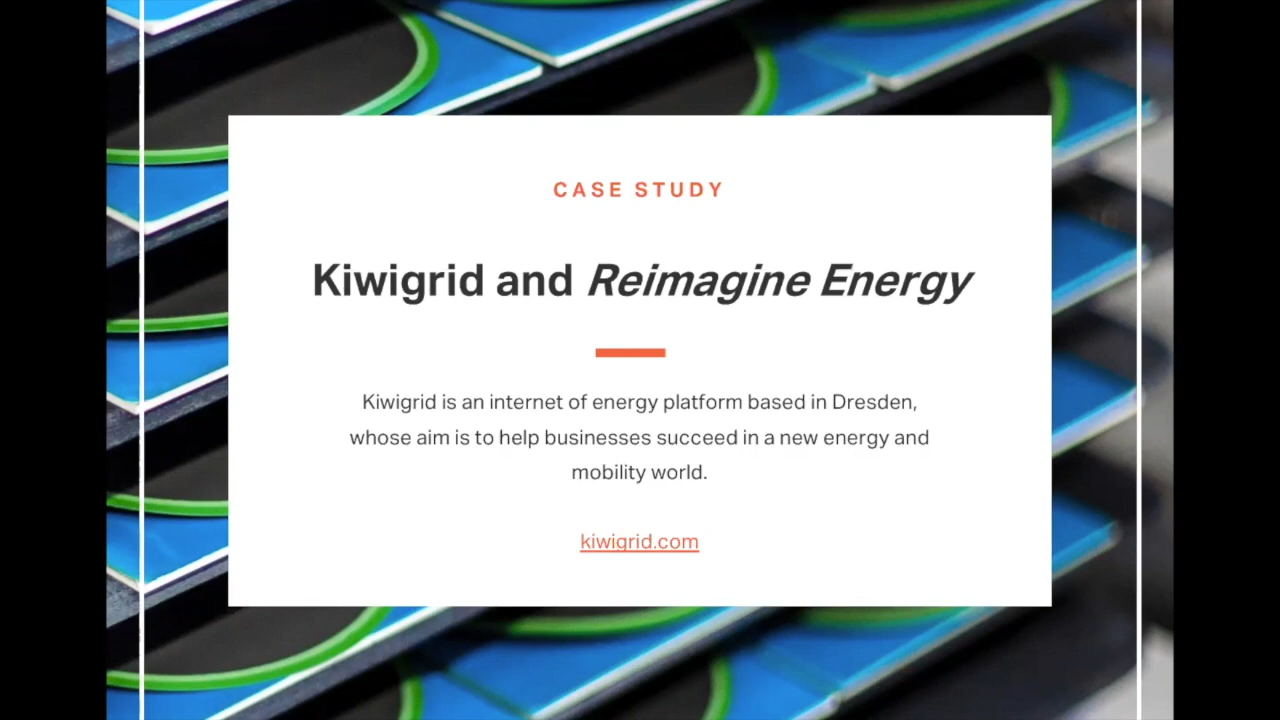 CASE STUDY
Kiwigrid and Reimagine Energy
Kiwigrid is an internet of energy platform based in Dresden,
whose aim is to help businesses succeed in a new energy and
mobility world.
kiwigrid.com